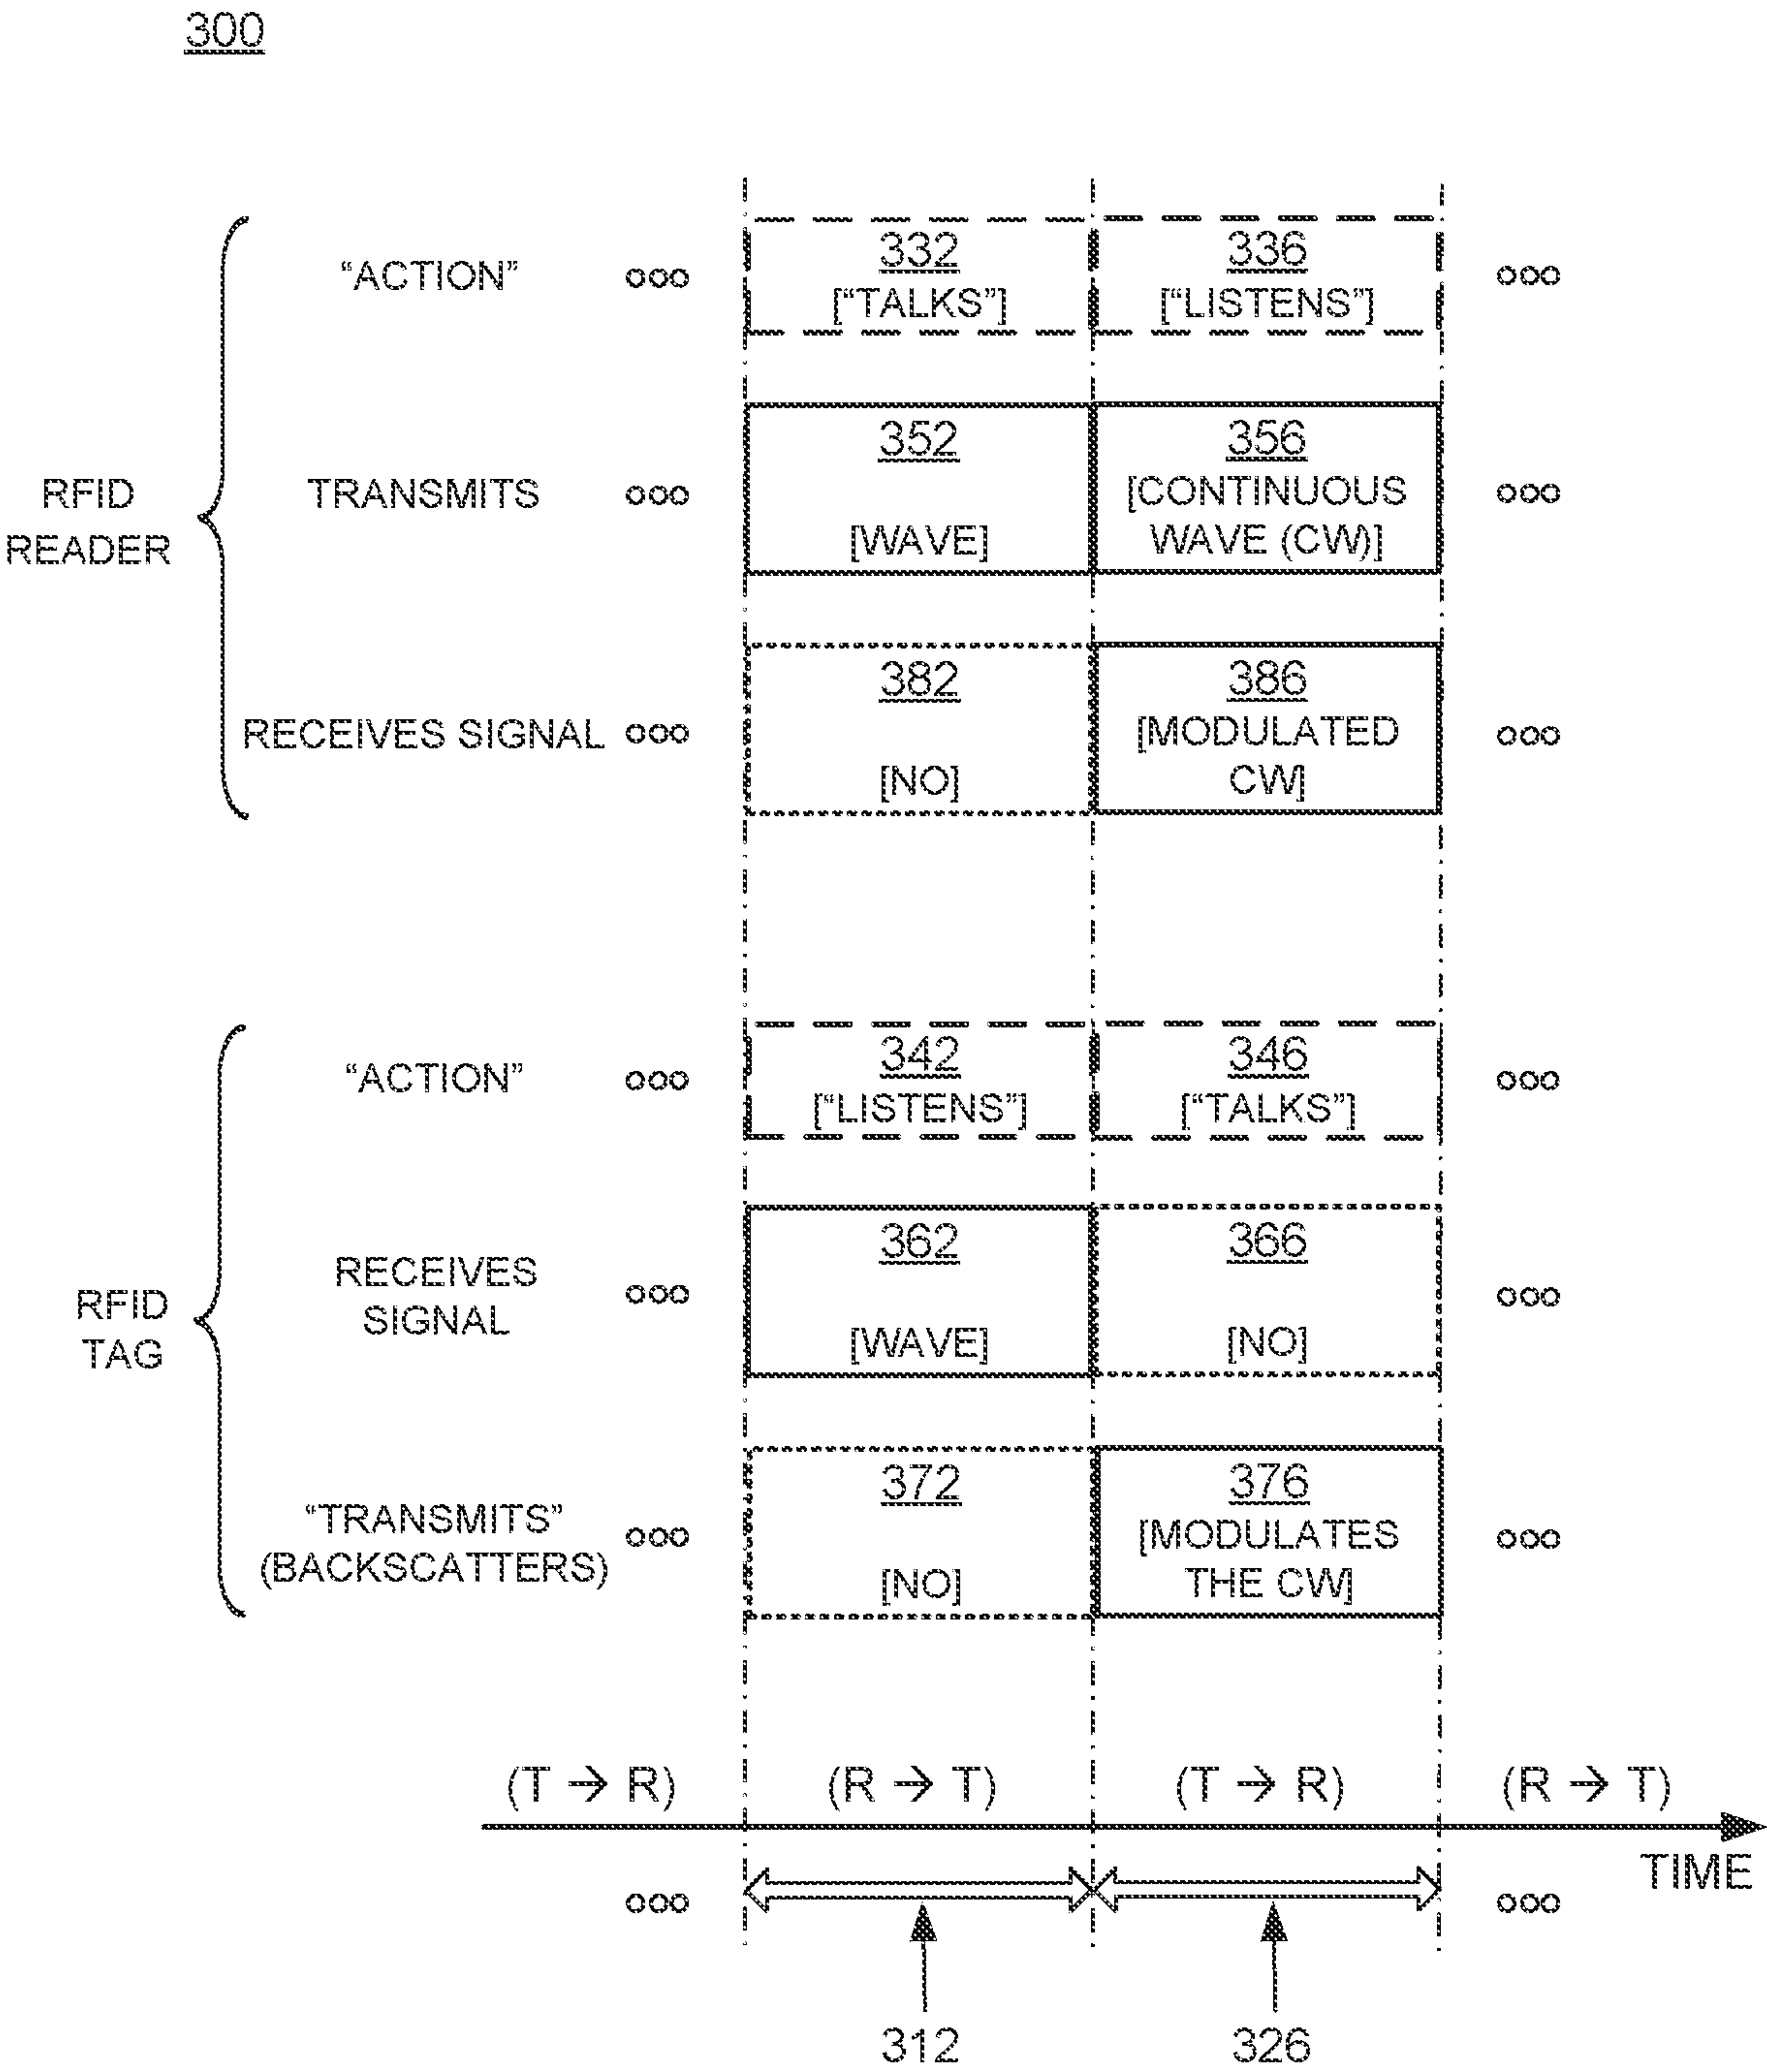 300
RFID
READER
“ACTION”
ooo
332
[“TALKS”]
336
[“LISTENS”]
ooo
TRANSMITS
ooo
352
[WAVE]
356
[CONTINUOUS
WAVE (CW)]
ooo
RECEIVES SIGNAL
ooo
382
[NO]
386
[MODULATED
CW]
ooo
RFID
TAG
“ACTION”
ooo
342
[“LISTENS”]
346
[“TALKS”]
ooo
RECEIVES
SIGNAL
ooo
362
[WAVE]
366
[NO]
ooo
“TRANSMITS”
(BACKSCATTERS)
ooo
372
[NO]
376
[MODULATES
THE CW]
ooo
(T → R)
(R → T)
(T → R)
(R → T)
TIME
ooo
ooo
312
326